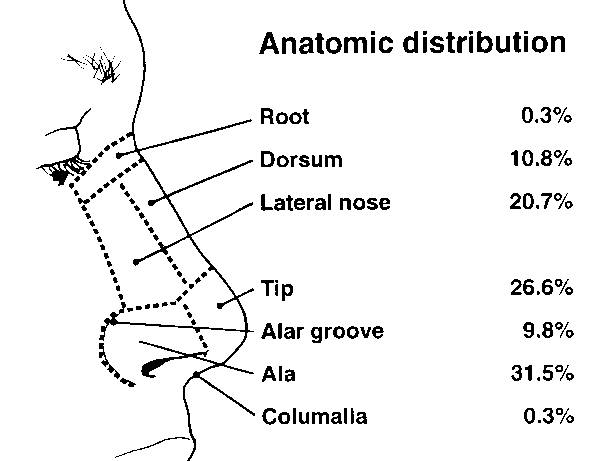 Anatomic distribution
Root 0.3%
Dorsum 10.8%
Lateral nose 20.7%
Tip 26.6%
Alar groove 9.8%
Ala 31.5%
Columalla 0.3%